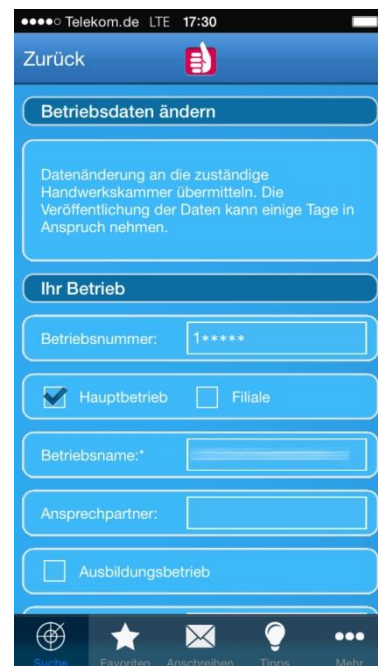 Telekom.de LTE 17:30
Zurück
Betriebsdaten ändern
Datenänderung an die zuständige
Handwerkskammer übermitteln. Die
Veröffentlichung der Daten kann einige Tage in
Anspruch nehmen.
Ihr Betrieb
Betriebsnummer: 1*****
Hauptbetrieb Filiale
Betriebsname:*
Ansprechpartner:
Ausbildungsbetrieb
Suche Favoriten Anschreiben Tipps Mehr